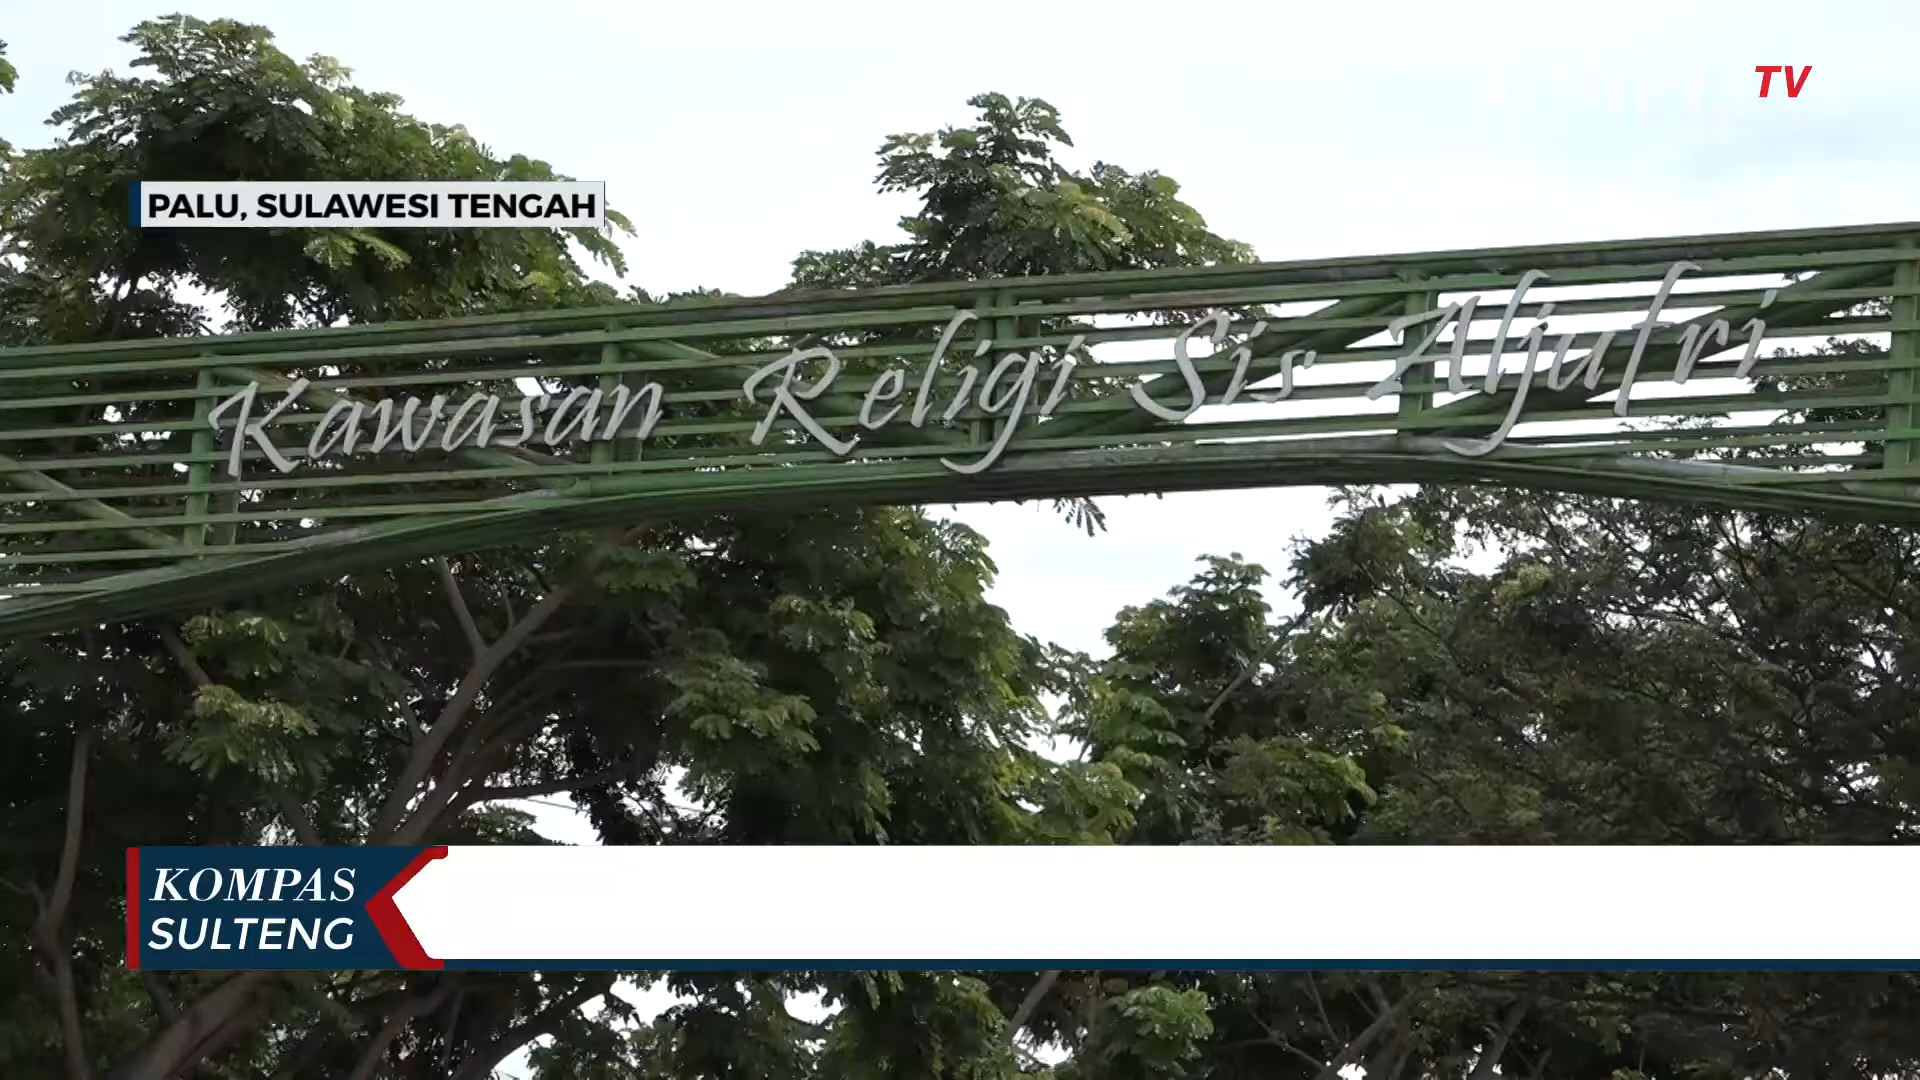 TV
PALU, SULAWESI TENGAH
Kawasan Religi Sis Aljufri
KOMPAS
SULTENG